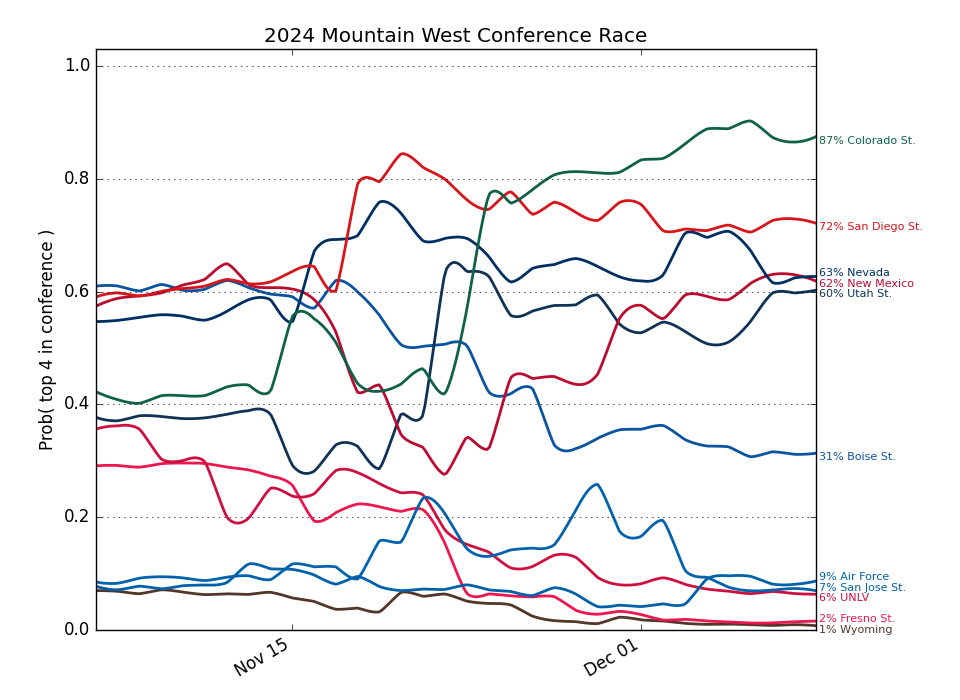 2024 Mountain West Conference Race
Prob( top 4 in conference )
1.0
0.8
0.6
0.4
0.2
0.0
Nov 15
Dec 01
87% Colorado St.
72% San Diego St.
63% Nevada
62% New Mexico
60% Utah St.
31% Boise St.
9% Air Force
7% San Jose St.
6% UNLV
2% Fresno St.
1% Wyoming